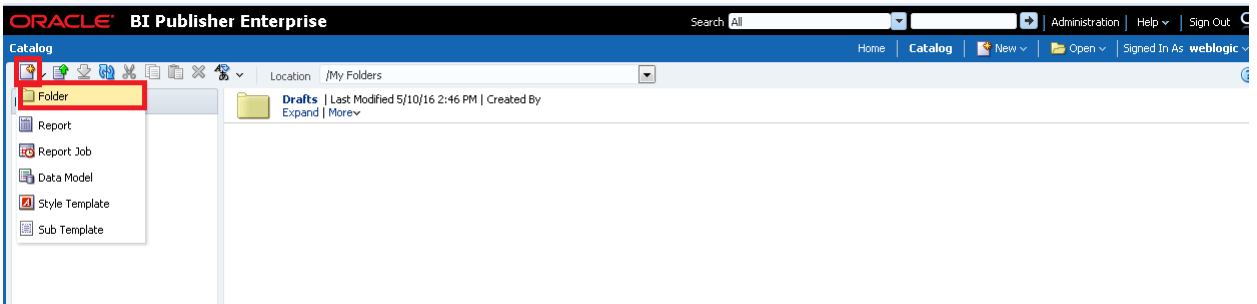 ORACLE BI Publisher Enterprise
Search All
Administration Help Sign Out
Catalog
Home Catalog New Open Signed In As weblogic
Location /My Folders
Folder
Report
Report Job
Data Model
Style Template
Sub Template
Drafts | Last Modified 5/10/16 2:46 PM | Created By
Expand | More